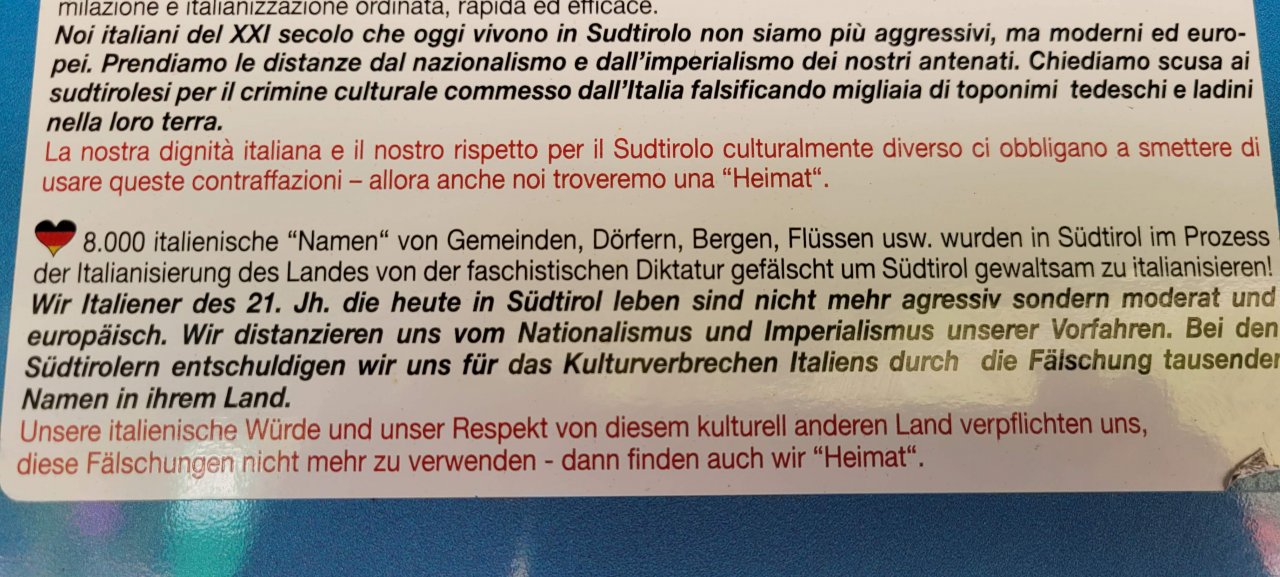 milazione e italianizzazione ordinata, rapida ed efficace.
Noi italiani del XXI secolo che oggi vivono in Sudtirolo non siamo più aggressivi, ma moderni ed euro-
pei. Prendiamo le distanze dal nazionalismo e dall'imperialismo dei nostri antenati. Chiediamo scusa ai
sudtirolesi per il crimine culturale commesso dall'Italia falsificando migliaia di toponimi tedeschi e ladini
nella loro terra.
La nostra dignità italiana e il nostro rispetto per il Sudtirolo culturalmente diverso ci obbligano a smettere di
usare queste contraffazioni – allora anche noi troveremo una “Heimat“.
8.000 italienische “Namen“ von Gemeinden, Dörfern, Bergen, Flüssen usw. wurden in Südtirol im Prozess
der Italianisierung des Landes von der faschistischen Diktatur gefälscht um Südtirol gewaltsam zu italianisieren!
Wir Italiener des 21. Jh. die heute in Südtirol leben sind nicht mehr agressiv sondern moderat und
europäisch. Wir distanzieren uns vom Nationalismus und Imperialismus unserer Vorfahren. Bei den
Südtirolern entschuldigen wir uns für das Kulturverbrechen Italiens durch die Fälschung tausender
Namen in ihrem Land.
Unsere italienische Würde und unser Respekt von diesem kulturell anderen Land verpflichten uns,
diese Fälschungen nicht mehr zu verwenden - dann finden auch wir “Heimat“.